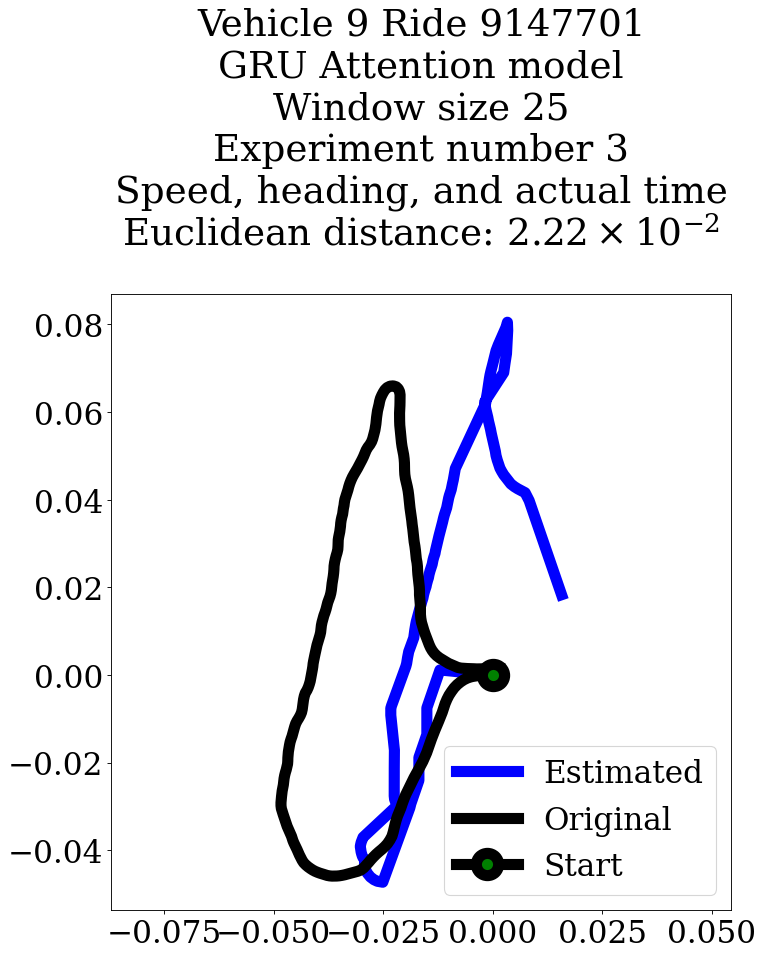 Vehicle 9 Ride 9147701
GRU Attention model
Window size 25
Experiment number 3
Speed, heading, and actual time
Euclidean distance: 2.22 × 10⁻²
0.08
0.06
0.04
0.02
0.00
−0.02
−0.04
Estimated
Original
Start
−0.075 −0.050 −0.025 0.000 0.025 0.050